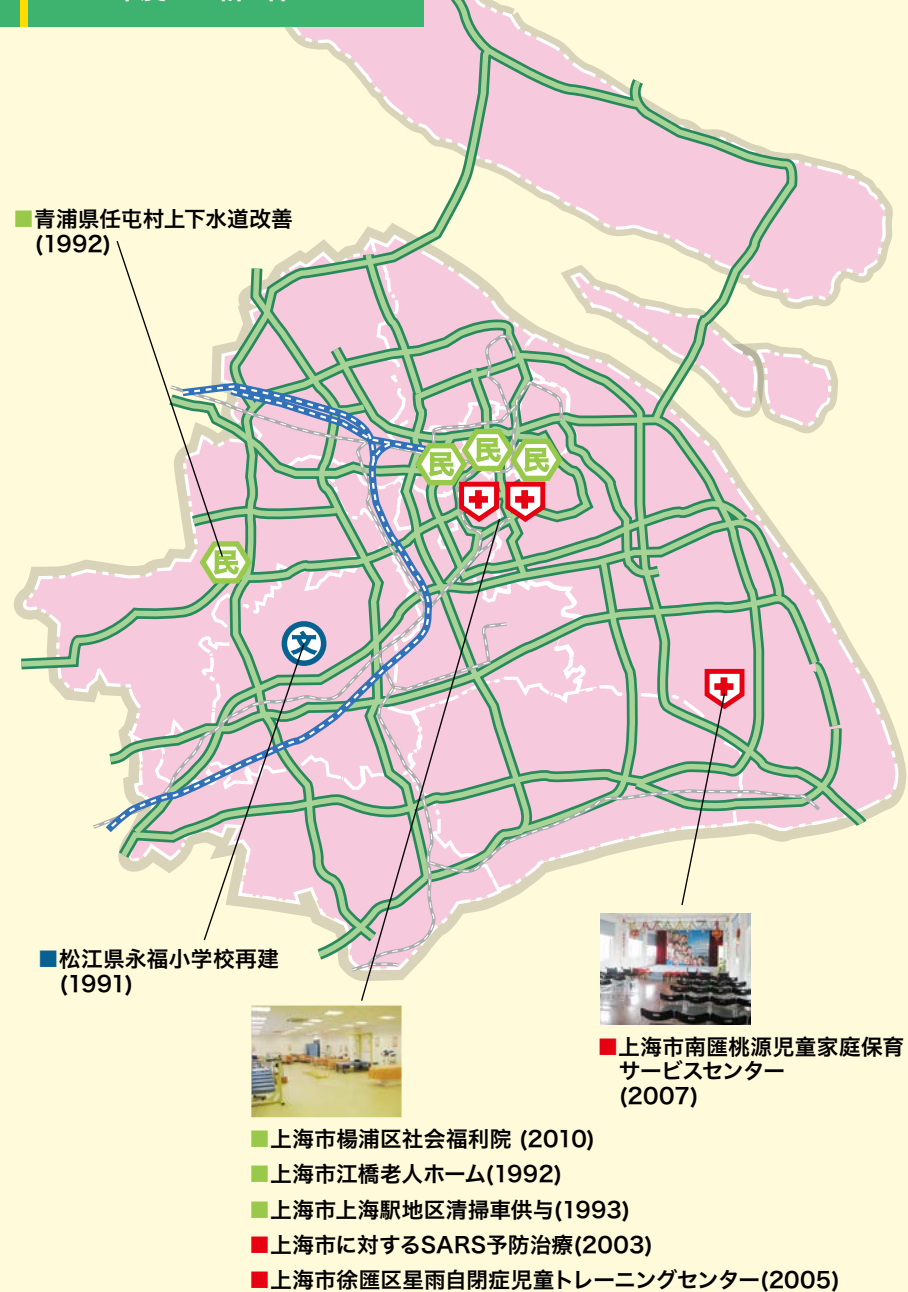 ■青浦県任屯村上下水道改善
(1992)
民
民
民
民
文
■松江県永福小学校再建
(1991)
■上海市南匯桃源児童家庭保育
サービスセンター
(2007)
■上海市楊浦区社会福利院 (2010)
■上海市江橋老人ホーム(1992)
■上海市上海駅地区清掃車供与(1993)
■上海市に対するSARS予防治療(2003)
■上海市徐匯区星雨自閉症児童トレーニングセンター(2005)